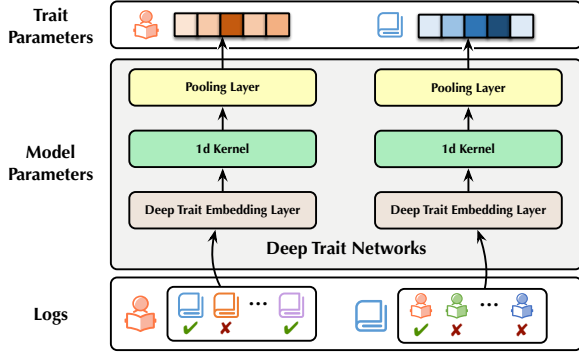 Trait
Parameters
Pooling Layer
Pooling Layer
1d Kernel
1d Kernel
Model
Parameters
Deep Trait Embedding Layer
Deep Trait Embedding Layer
Deep Trait Networks
Logs
...
...